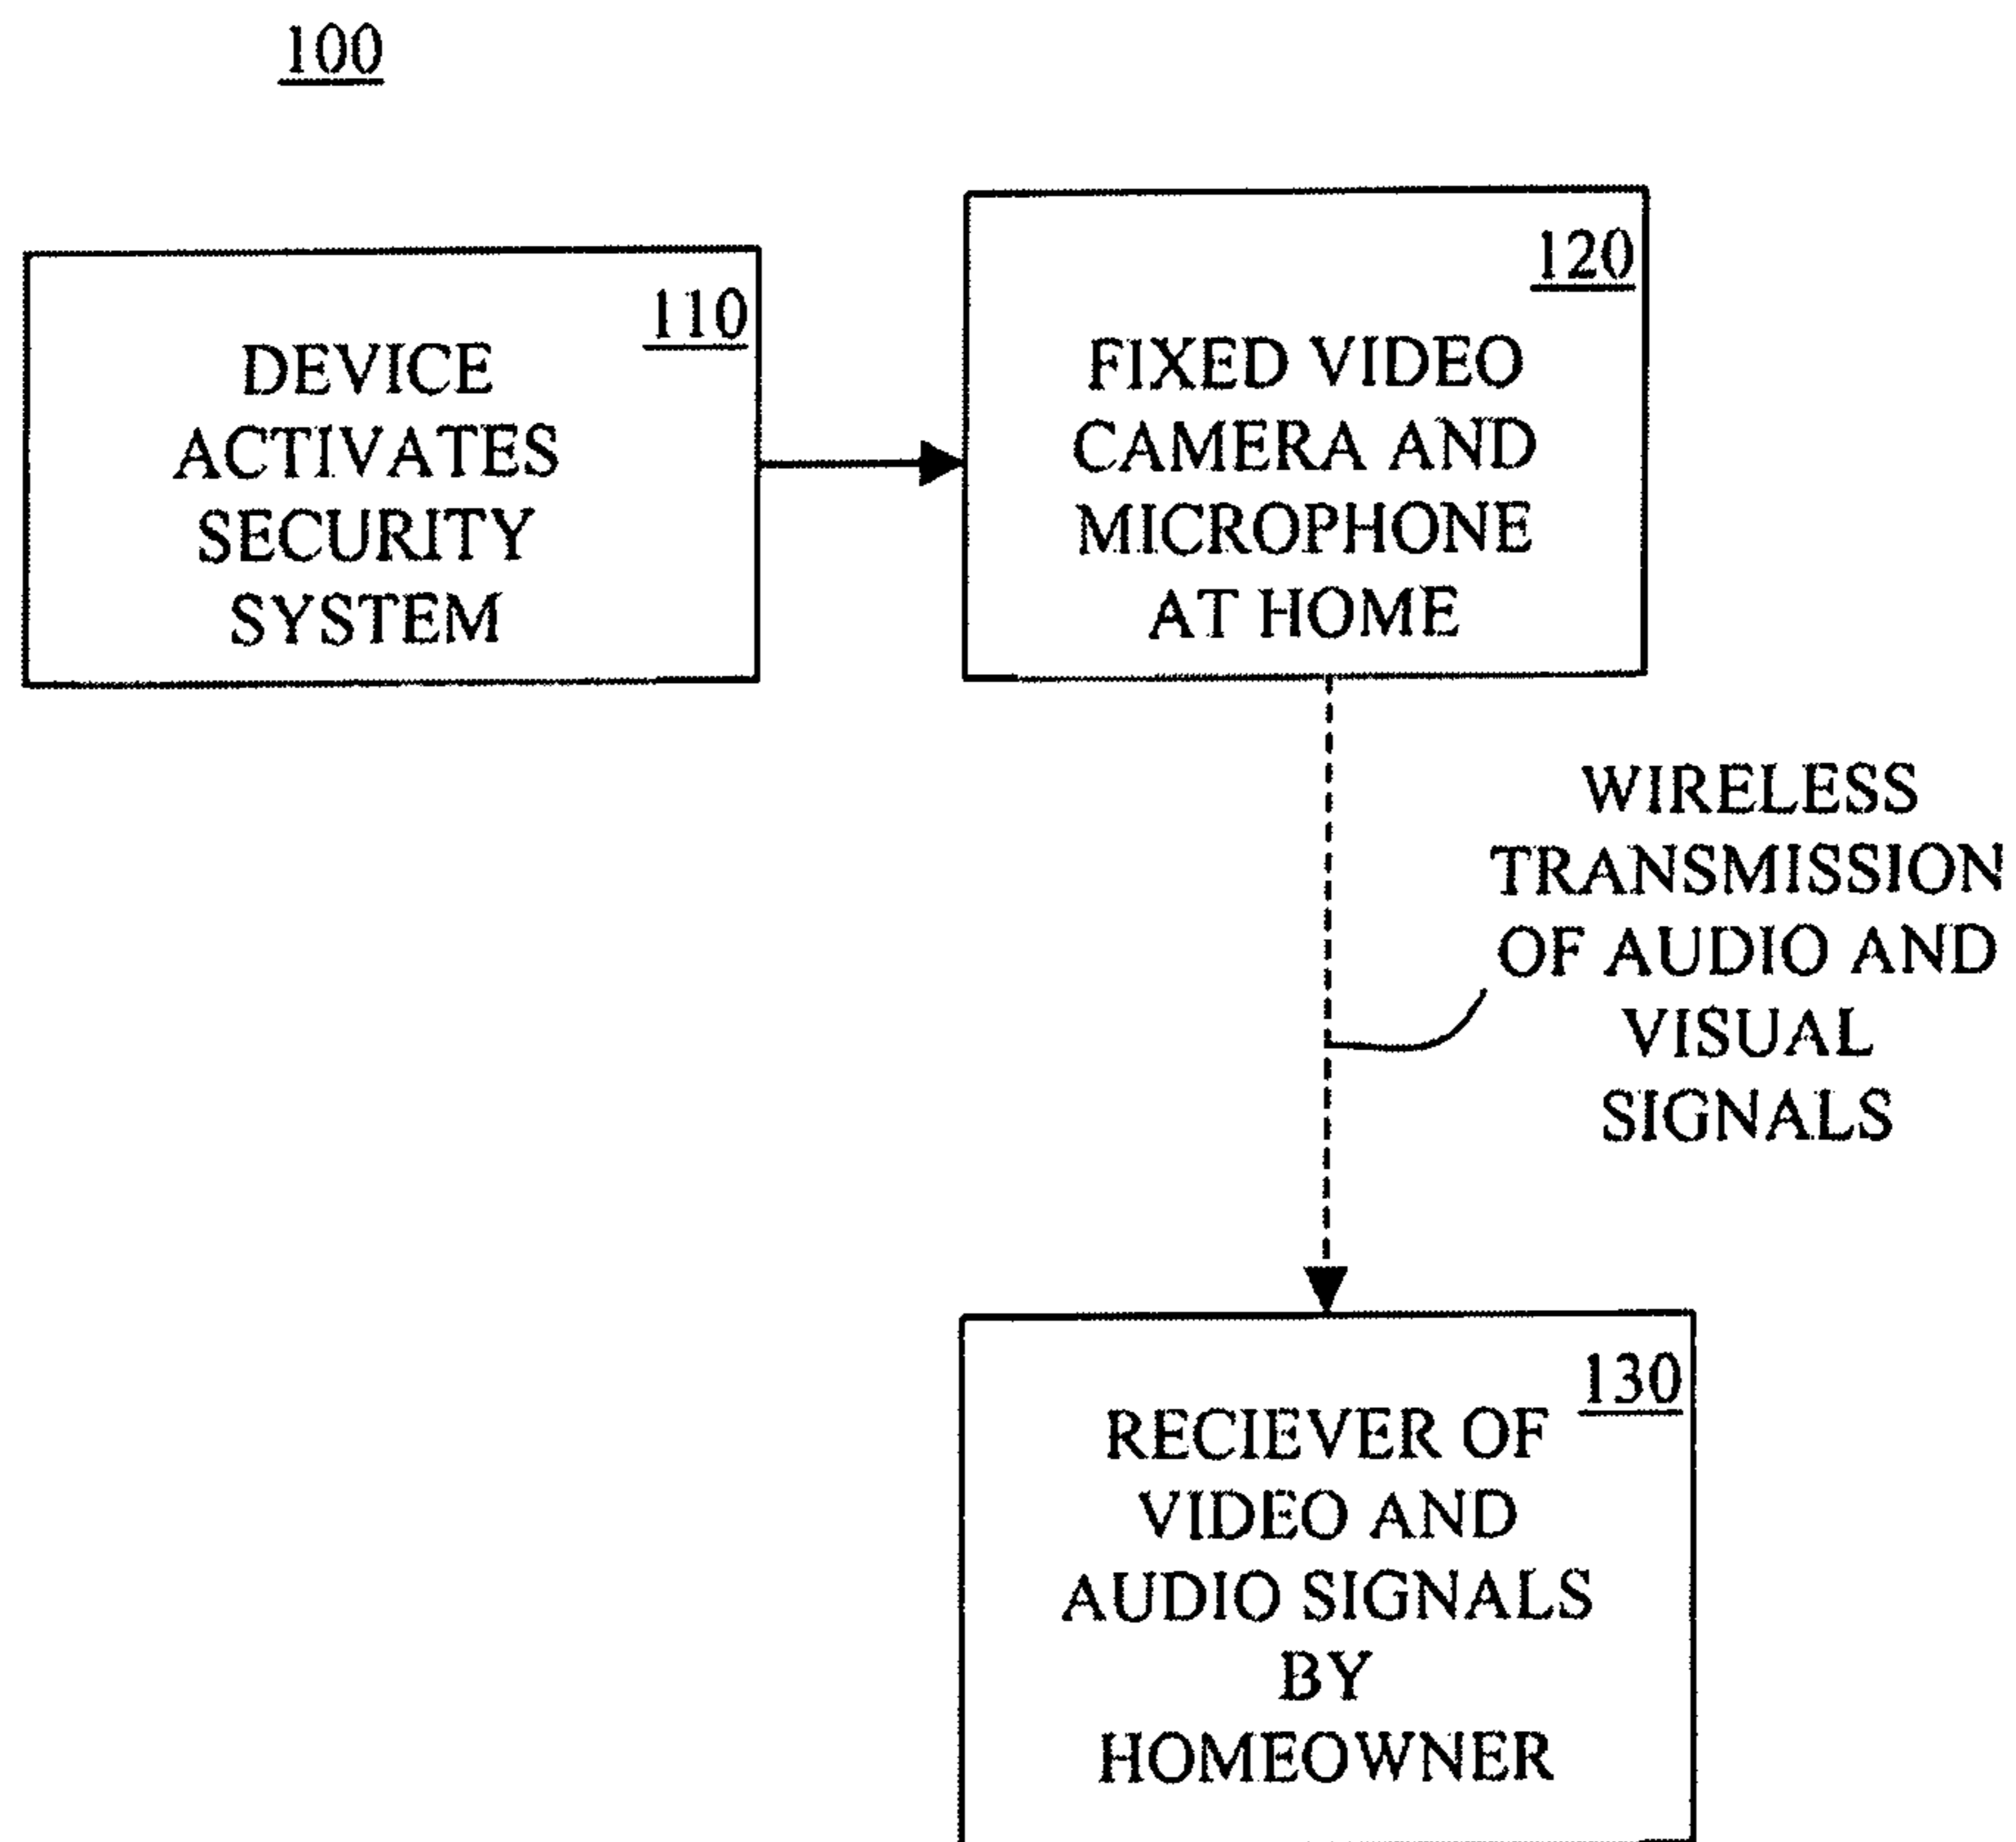 100
110
DEVICE
ACTIVATES
SECURITY
SYSTEM
120
FIXED VIDEO
CAMERA AND
MICROPHONE
AT HOME
WIRELESS
TRANSMISSION
OF AUDIO AND
VISUAL
SIGNALS
130
RECIEVER OF
VIDEO AND
AUDIO SIGNALS
BY
HOMEOWNER